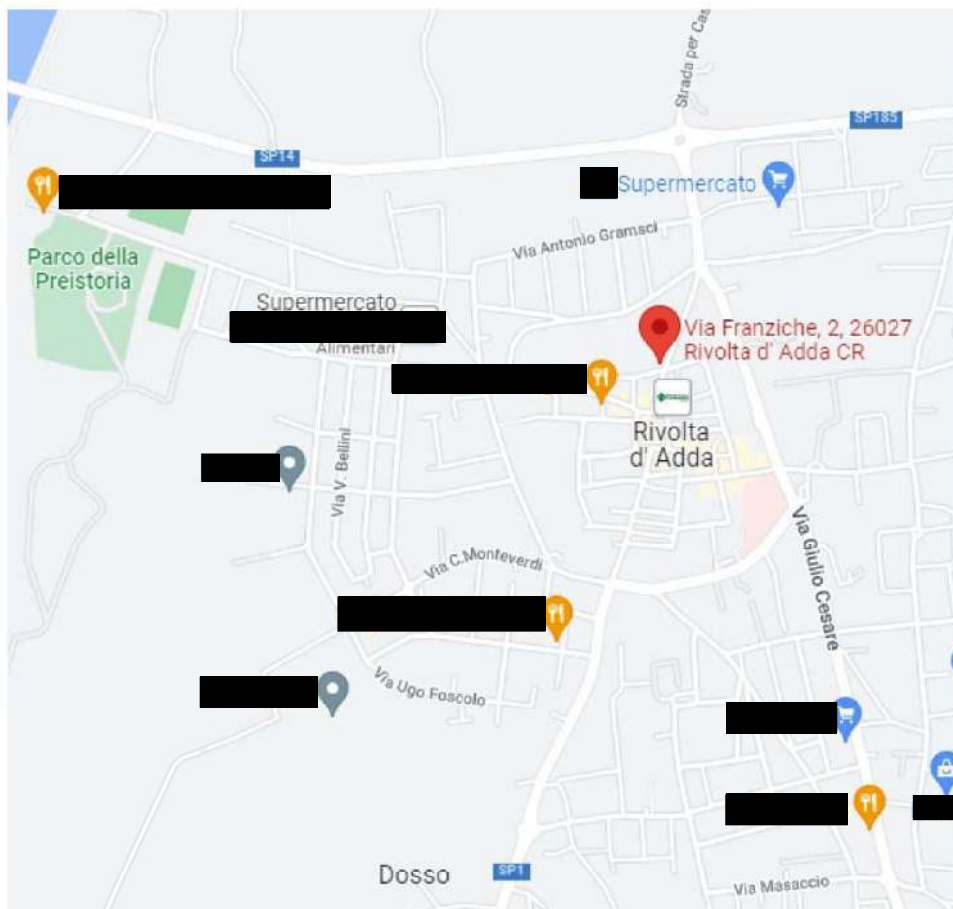 Strada per Cas
SP185
SP14
Supermercato
Via Antonio Gramsci
Parco della
Preistoria
Supermercato
Alimentari
Via Franziche, 2, 26027
Rivolta d' Adda CR
Rivolta
d' Adda
Via V. Bellini
Via C.Monteverdi
Via Giulio Cesare
Via Ugo Foscolo
Dosso
SP1
Via Masaccio